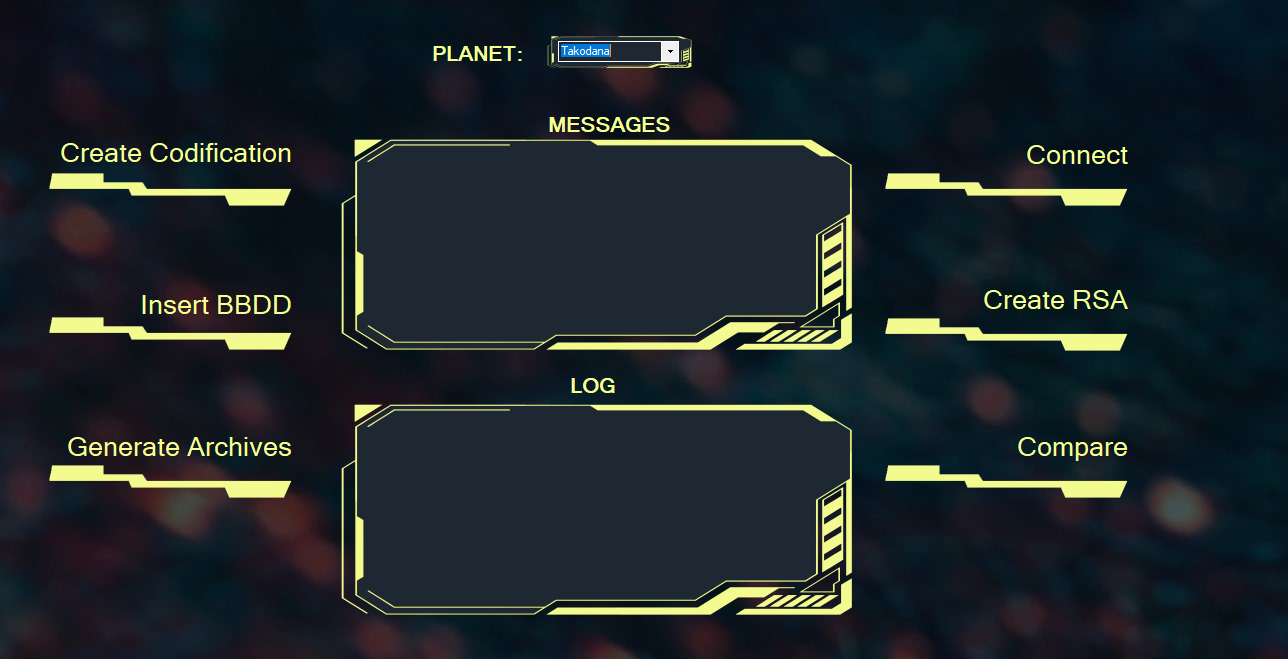 PLANET:
Takodana
MESSAGES
Create Codification
Connect
Insert BBDD
Create RSA
LOG
Generate Archives
Compare